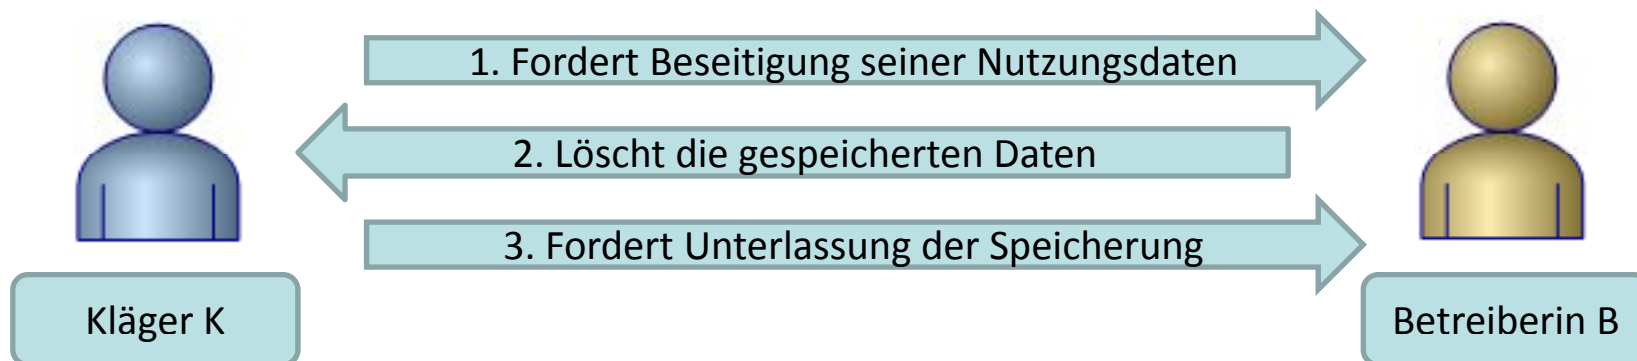 1. Fordert Beseitigung seiner Nutzungsdaten
2. Löscht die gespeicherten Daten
3. Fordert Unterlassung der Speicherung
Kläger K
Betreiberin B